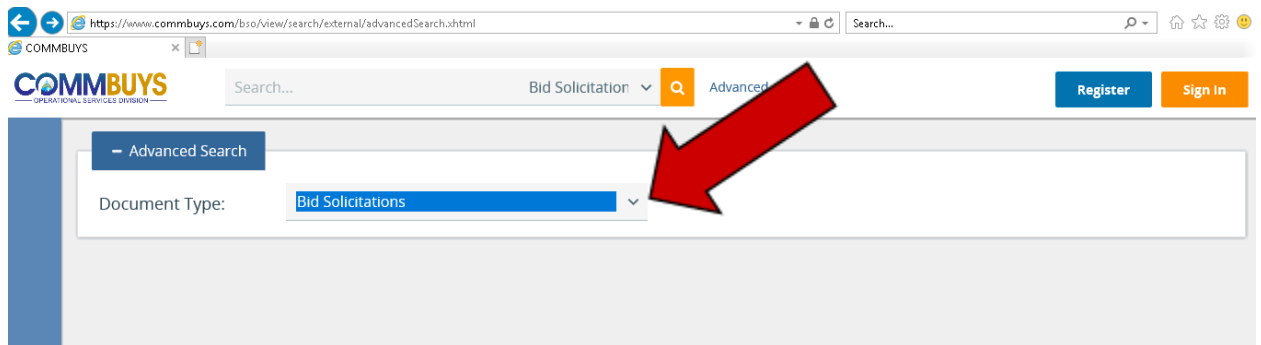 https://www.commbuys.com/bso/view/search/external/advancedSearch.xhtml
Search...
COMMBUYS
COMMBUYS
OPERATIONAL SERVICES DIVISION
Search...
Bid Solicitation
Advanced
Register
Sign In
– Advanced Search
Document Type:
Bid Solicitations